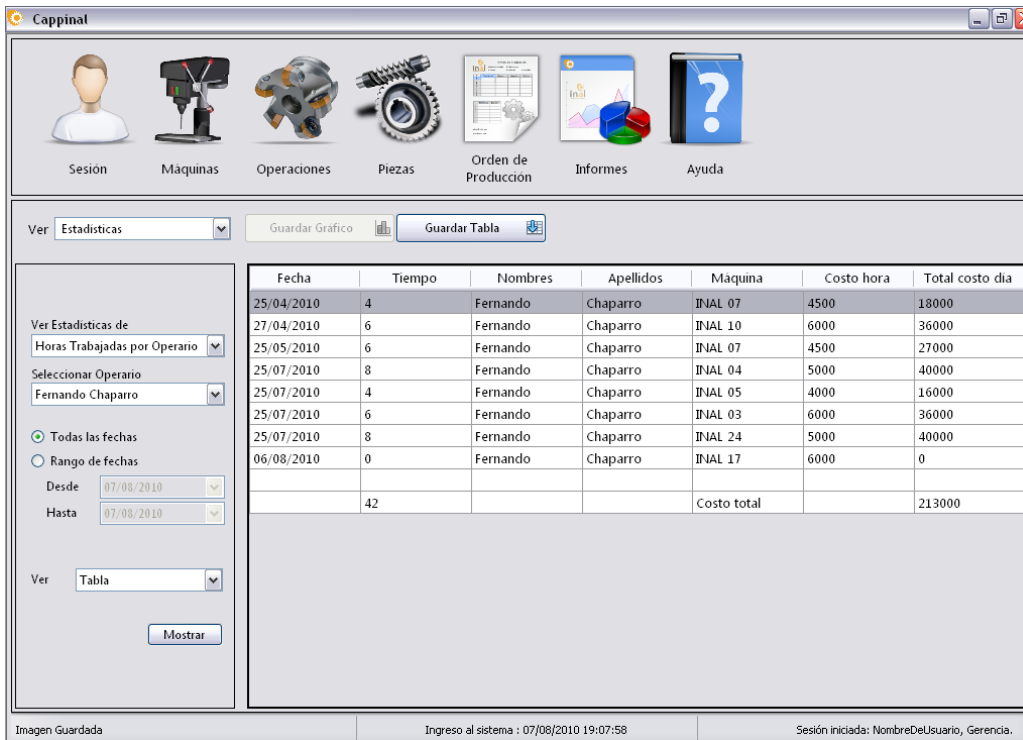 Cappinal
Sesión
Máquinas
Operaciones
Piezas
Orden de
Producción
Informes
Ayuda
Ver Estadísticas Guardar Gráfico Guardar Tabla
Ver Estadísticas de
Horas Trabajadas por Operario
Seleccionar Operario
Fernando Chaparro
Todas las fechas
Rango de fechas
Desde 07/08/2010
Hasta 07/08/2010
Ver Tabla
Mostrar
Fecha Tiempo Nombres Apellidos Máquina Costo hora Total costo día
25/04/2010 4 Fernando Chaparro INAL 07 4500 18000
27/04/2010 6 Fernando Chaparro INAL 10 6000 36000
25/05/2010 6 Fernando Chaparro INAL 07 4500 27000
25/07/2010 8 Fernando Chaparro INAL 04 5000 40000
25/07/2010 4 Fernando Chaparro INAL 05 4000 16000
25/07/2010 6 Fernando Chaparro INAL 03 6000 36000
25/07/2010 8 Fernando Chaparro INAL 24 5000 40000
06/08/2010 0 Fernando Chaparro INAL 17 6000 0
42 Costo total 213000
Imagen Guardada
Ingreso al sistema : 07/08/2010 19:07:58
Sesión iniciada: NombreDeUsuario, Gerencia.